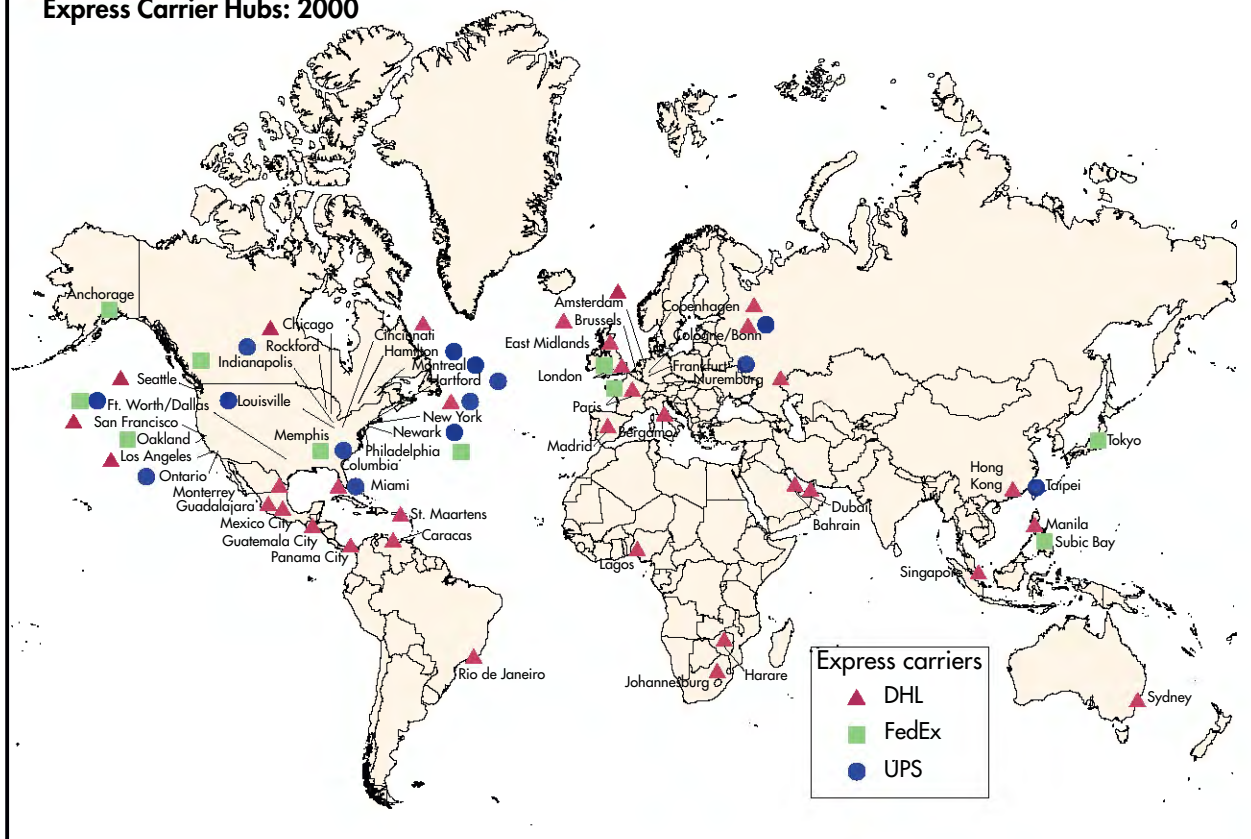 Express Carrier Hubs: 2000
Anchorage
Chicago
Rockford
Indianapolis
Cincinnati
Hamilton
Montreal
Hartford
Seattle
Ft. Worth/Dallas
Louisville
San Francisco
Oakland
Los Angeles
Ontario
Memphis
New York
Newark
Philadelphia
Columbia
Miami
Monterrey
Guadalajara
Mexico City
Guatemala City
Panama City
St. Maartens
Caracas
Rio de Janeiro
Amsterdam
Brussels
East Midlands
London
Paris
Madrid
Bergamo
Copenhagen
Cologne/Bonn
Frankfurt
Nuremburg
Lagos
Dubai
Bahrain
Harare
Johannesburg
Hong
Kong
Taipei
Tokyo
Manila
Subic Bay
Singapore
Sydney
Express carriers
DHL
FedEx
UPS